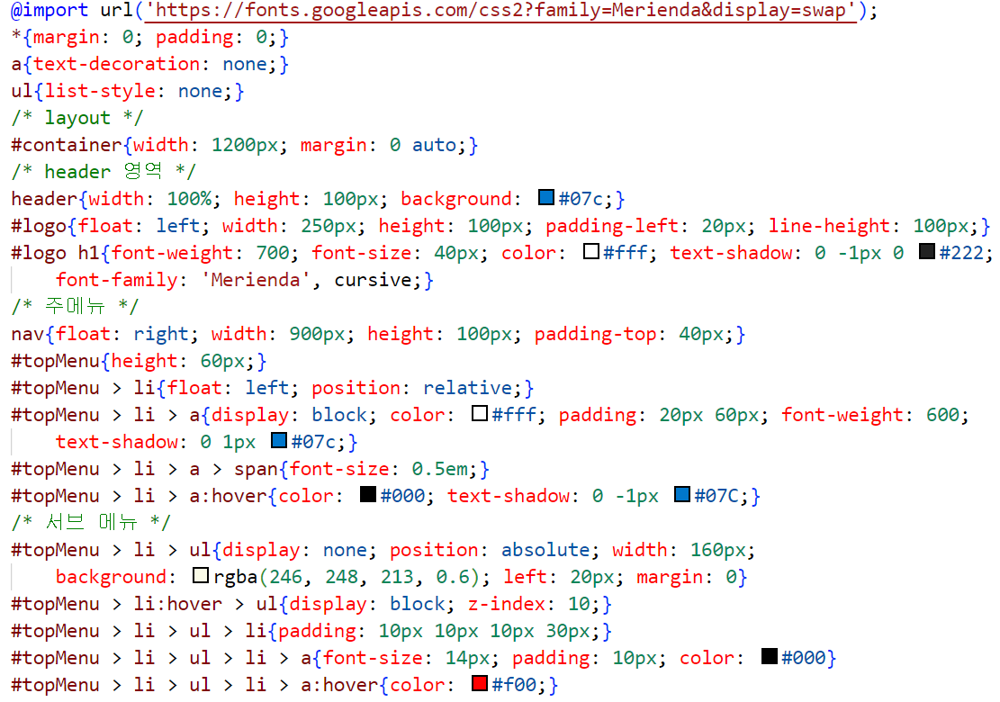 @import url('https://fonts.googleapis.com/css2?family=Merienda&display=swap');
*{margin: 0; padding: 0;}
a{text-decoration: none;}
ul{list-style: none;}
/* layout */
#container{width: 1200px; margin: 0 auto;}
/* header 영역 */
header{width: 100%; height: 100px; background: #07c;}
#logo{float: left; width: 250px; height: 100px; padding-left: 20px; line-height: 100px;}
#logo h1{font-weight: 700; font-size: 40px; color: #fff; text-shadow: 0 -1px 0 #222;
    font-family: 'Merienda', cursive;}
/* 주메뉴 */
nav{float: right; width: 900px; height: 100px; padding-top: 40px;}
#topMenu{height: 60px;}
#topMenu > li{float: left; position: relative;}
#topMenu > li > a{display: block; color: #fff; padding: 20px 60px; font-weight: 600;
    text-shadow: 0 1px #07c;}
#topMenu > li > a > span{font-size: 0.5em;}
#topMenu > li > a:hover{color: #000; text-shadow: 0 -1px #07C;}
/* 서브 메뉴 */
#topMenu > li > ul{display: none; position: absolute; width: 160px;
    background: rgba(246, 248, 213, 0.6); left: 20px; margin: 0}
#topMenu > li:hover > ul{display: block; z-index: 10;}
#topMenu > li > ul > li{padding: 10px 10px 10px 30px;}
#topMenu > li > ul > li > a{font-size: 14px; padding: 10px; color: #000}
#topMenu > li > ul > li > a:hover{color: #f00;}